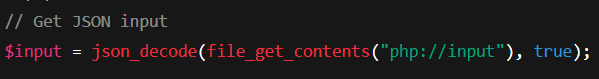 // Get JSON input
$input = json_decode(file_get_contents("php://input"), true);